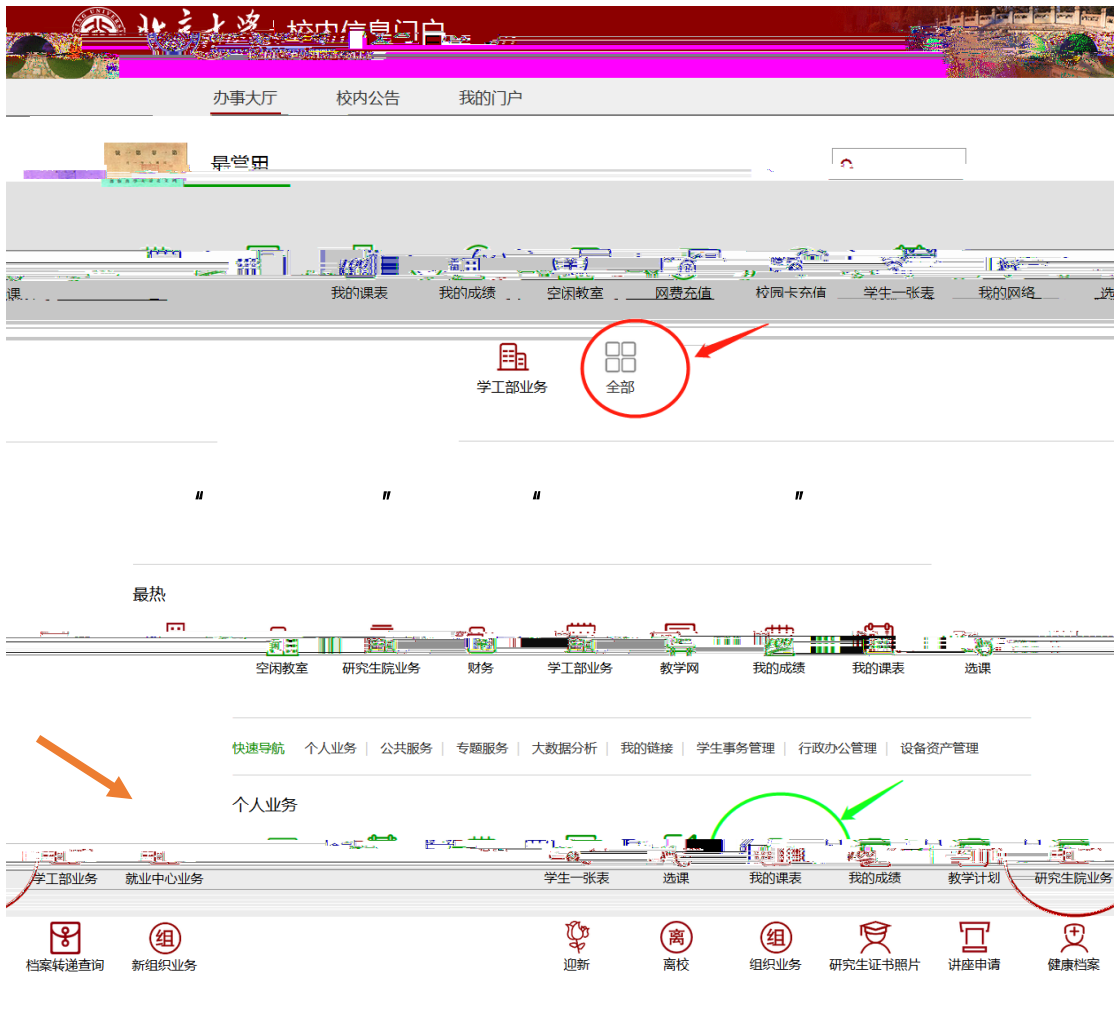 北京大学 校内信息门户
办事大厅 校内公告 我的门户
最常用
课 我的课表 我的成绩 空闲教室 网费充值 校园卡充值 学生一张表 我的网络 选
学工部业务 全部
" " " "
最热
空闲教室 研究生院业务 财务 学工部业务 教学网 我的成绩 我的课表 选课
快速导航 个人业务 | 公共服务 | 专题服务 | 大数据分析 | 我的链接 | 学生事务管理 | 行政办公管理 | 设备资产管理
个人业务
学工部业务 就业中心业务 学生一张表 选课 我的课表 我的成绩 教学计划 研究生院业务
组 离 组
档案转递查询 新组织业务 迎新 离校 组织业务 研究生证书照片 讲座申请 健康档案